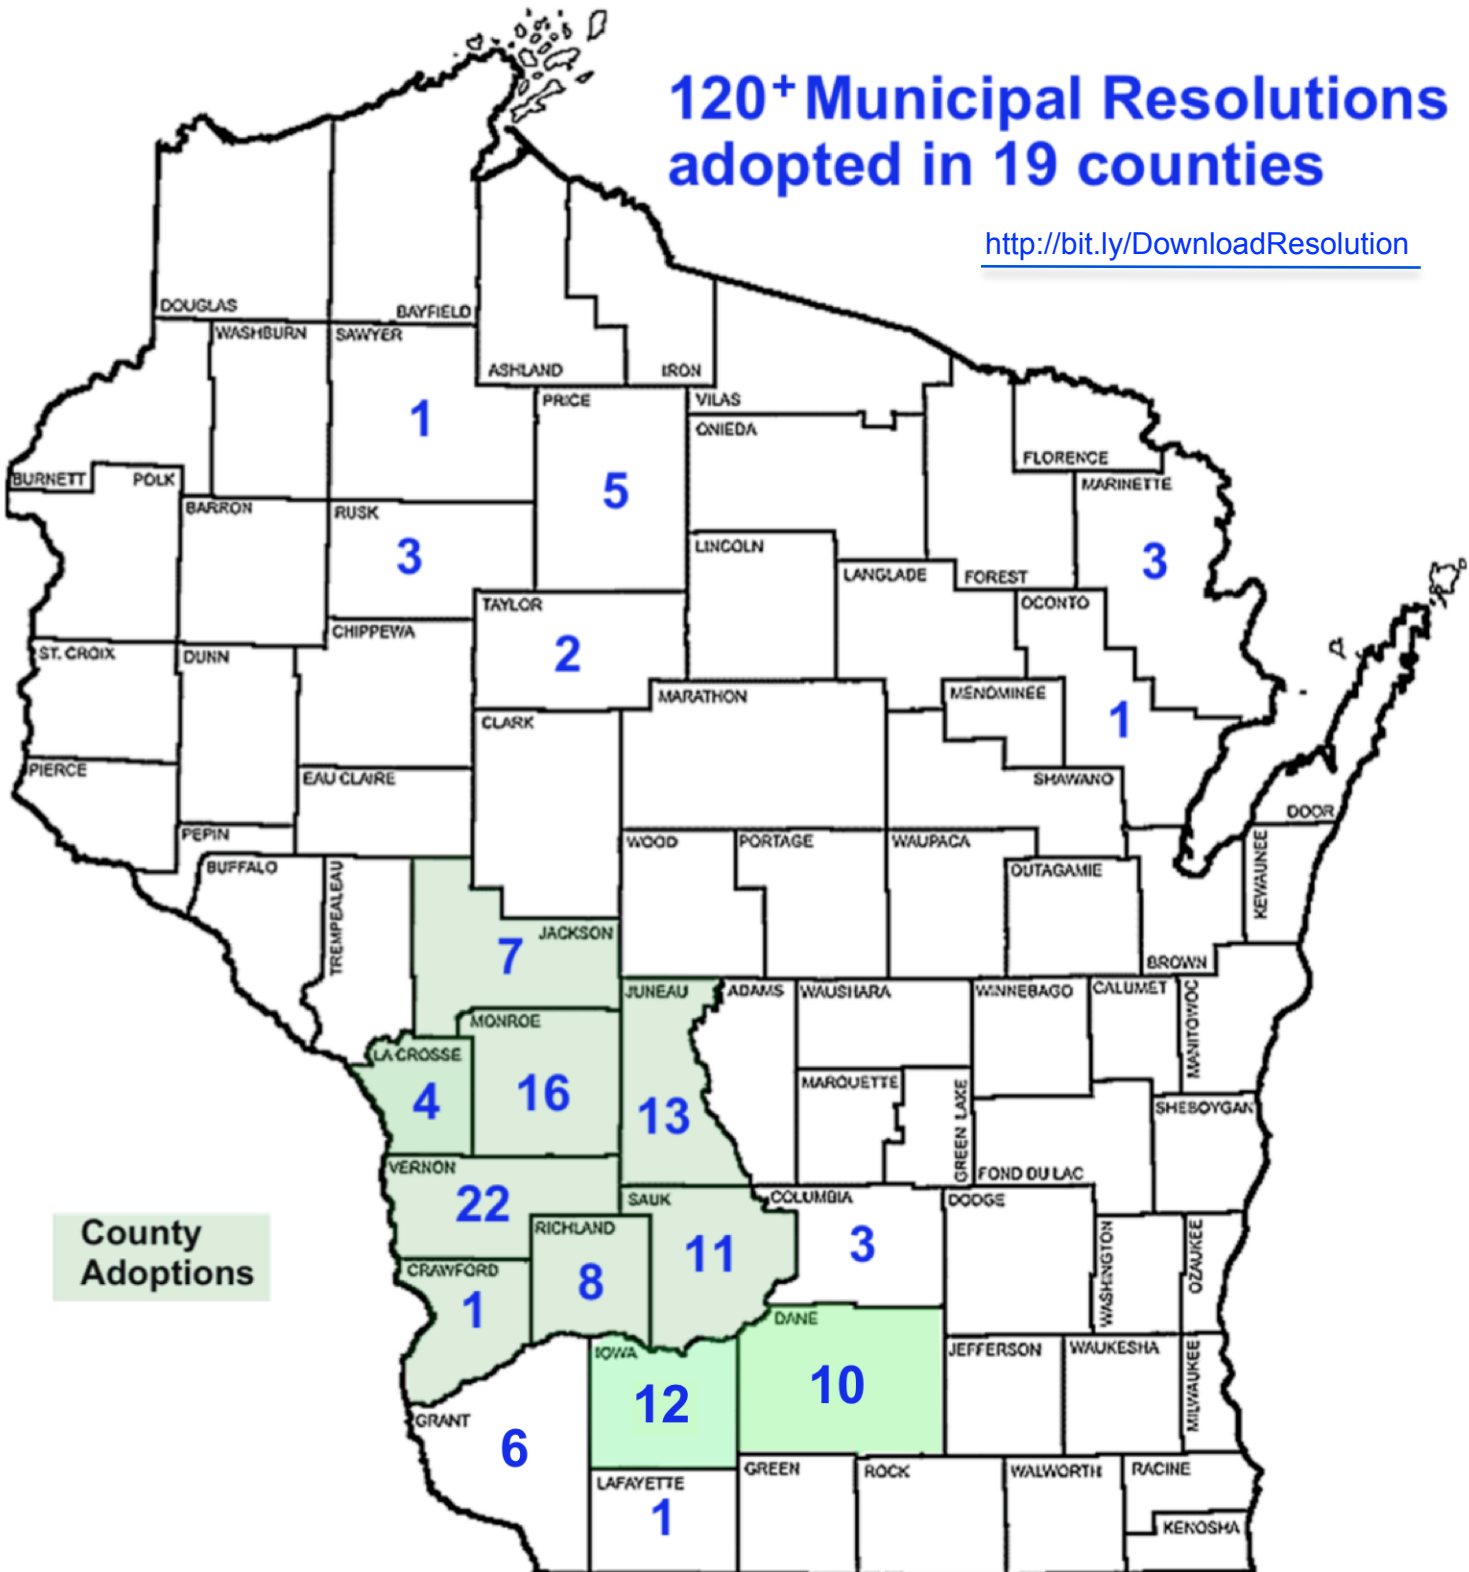 120+ Municipal Resolutions
adopted in 19 counties
http://bit.ly/DownloadResolution
DOUGLAS
BAYFIELD
WASHBURN
SAWYER
ASHLAND
IRON
1
PRICE
VILAS
ONIEDA
5
FLORENCE
BURNETT
POLK
MARINETTE
BARRON
RUSK
3
LINCOLN
3
LANGLADE
FOREST
TAYLOR
OCONTO
CHIPPEWA
2
ST. CROIX
DUNN
MARATHON
MENOMINEE
CLARK
1
PIERCE
EAU CLAIRE
SHAWANO
DOOR
PEPIN
WOOD
PORTAGE
WAUPACA
BUFFALO
TREMPEALEAU
OUTAGAMIE
KEWAUNEE
JACKSON
7
BROWN
JUNEAU
ADAMS
WAUSHARA
WINNEBAGO
CALUMET
MANITOWOC
MONROE
LA CROSSE
4
16
13
MARQUETTE
GREEN LAKE
SHEBOYGAN
VERNON
FOND DU LAC
22
SAUK
COLUMBIA
DODGE
RICHLAND
County
Adoptions
11
3
WASHINGTON
OZAUKEE
CRAWFORD
8
1
DANE
IOWA
JEFFERSON
WAUKESHA
MILWAUKEE
12
10
GRANT
6
LAFAYETTE
GREEN
ROCK
WALWORTH
RACINE
1
KENOSHA